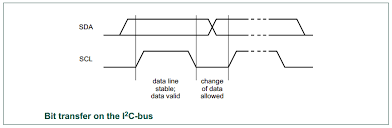 SDA
SCL
data line
stable;
data valid
change
of data
allowed
Bit transfer on the I²C-bus